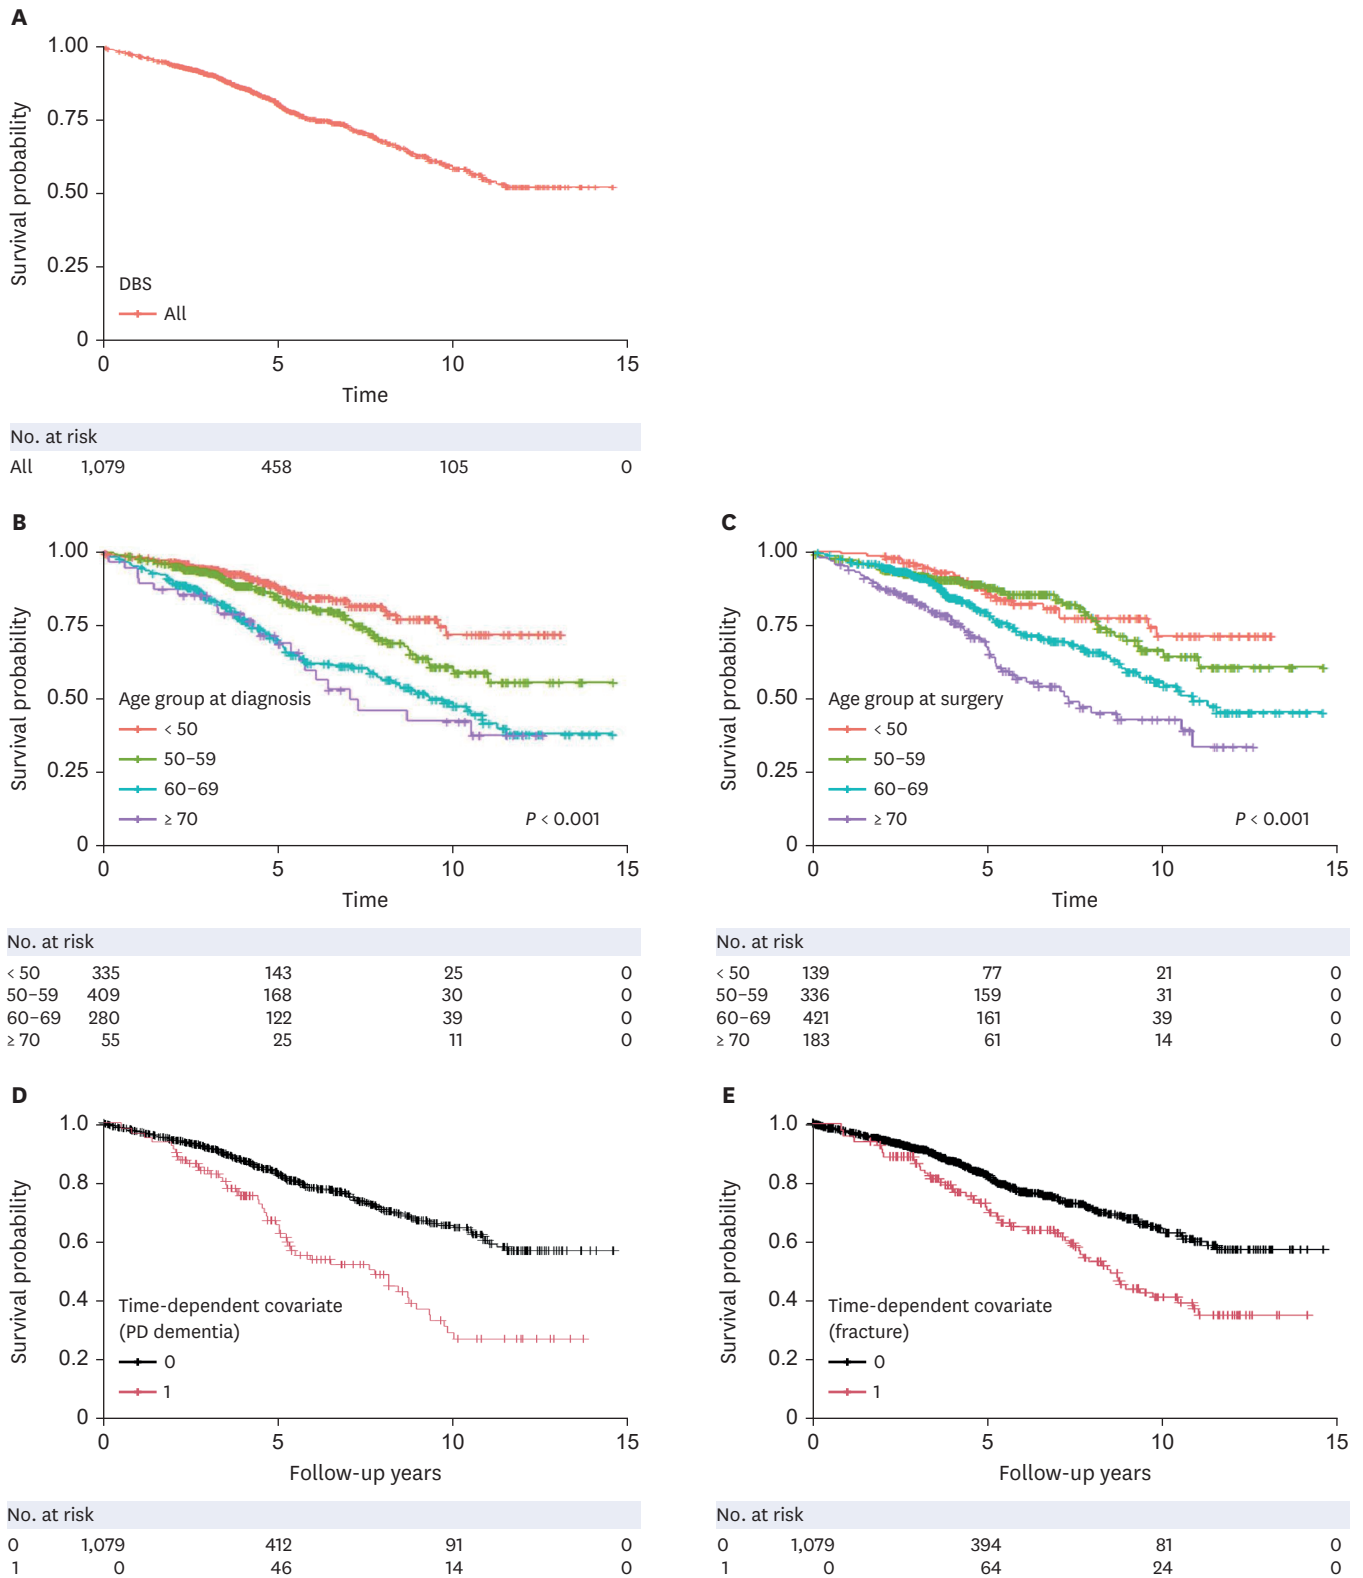 A
Survival probability
1.00
0.75
0.50
0.25
0
DBS
All
0 5 10 15
Time
No. at risk
All 1,079 458 105 0
B
Survival probability
1.00
0.75
0.50
0.25
0
Age group at diagnosis
< 50
50–59
60–69
≥ 70
P < 0.001
0 5 10 15
Time
No. at risk
< 50 335 143 25 0
50–59 409 168 30 0
60–69 280 122 39 0
≥ 70 55 25 11 0
C
Survival probability
1.00
0.75
0.50
0.25
0
Age group at surgery
< 50
50–59
60–69
≥ 70
P < 0.001
0 5 10 15
Time
No. at risk
< 50 139 77 21 0
50–59 336 159 31 0
60–69 421 161 39 0
≥ 70 183 61 14 0
D
Survival probability
1.0
0.8
0.6
0.4
0.2
0
Time-dependent covariate
(PD dementia)
0
1
0 5 10 15
Follow-up years
No. at risk
0 1,079 412 91 0
1 0 46 14 0
E
Survival probability
1.0
0.8
0.6
0.4
0.2
0
Time-dependent covariate
(fracture)
0
1
0 5 10 15
Follow-up years
No. at risk
0 1,079 394 81 0
1 0 64 24 0